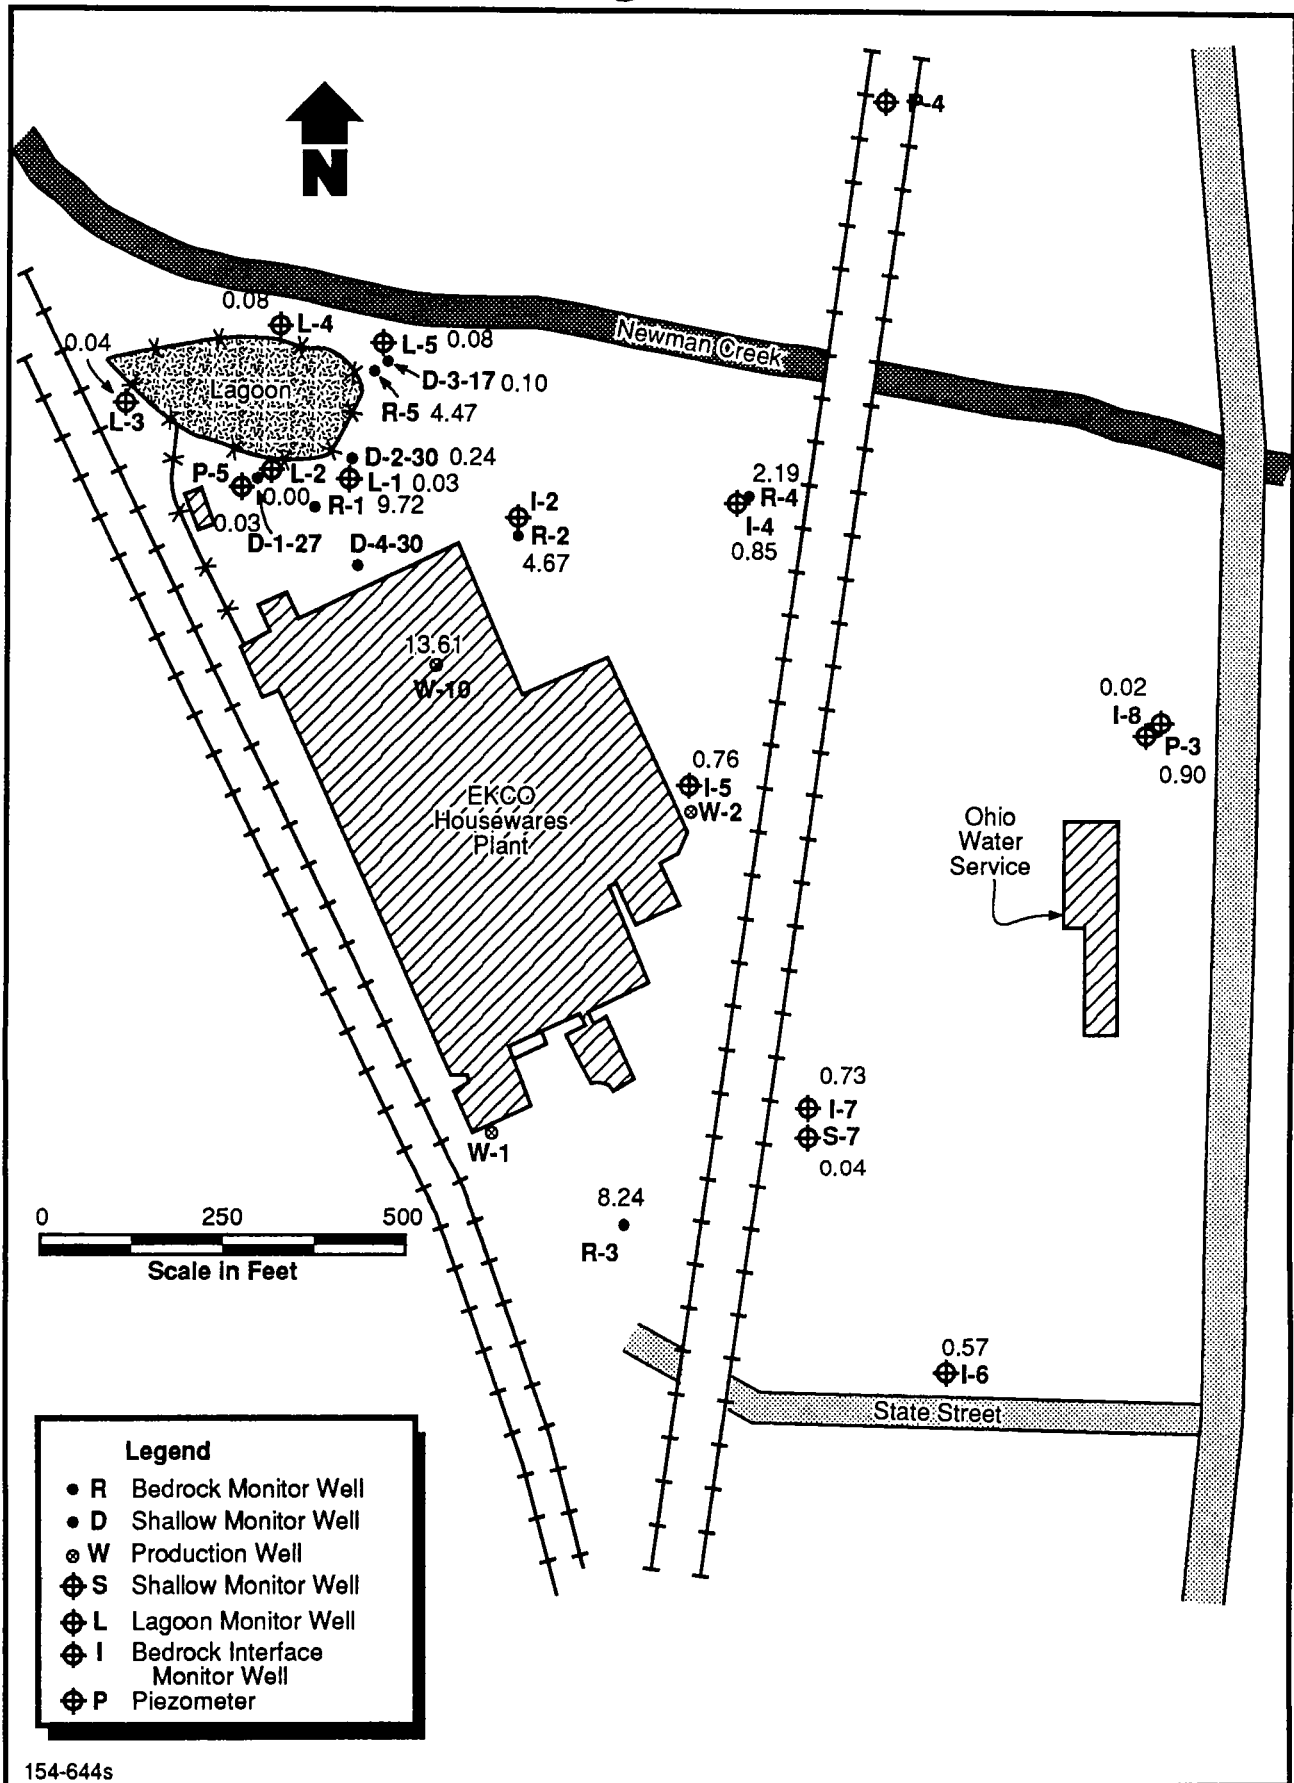 P-4
N
0.08
L-4
0.04
L-5 0.08
Newman Creek
D-3-17 0.10
Lagoon
R-5 4.47
L-3
D-2-30 0.24
P-5
L-2
L-1 0.03
0.00
R-1 9.72
0.03
D-1-27
D-4-30
I-2
R-2
4.67
2.19
R-4
I-4
0.85
13.61
W-10
0.02
I-8
P-3
0.90
0.76
I-5
W-2
EKCO
Housewares
Plant
Ohio
Water
Service
0.73
I-7
S-7
0.04
W-1
8.24
R-3
0 250 500
Scale in Feet
0.57
I-6
State Street
Legend
R Bedrock Monitor Well
D Shallow Monitor Well
W Production Well
S Shallow Monitor Well
L Lagoon Monitor Well
I Bedrock Interface
Monitor Well
P Piezometer
154-644s